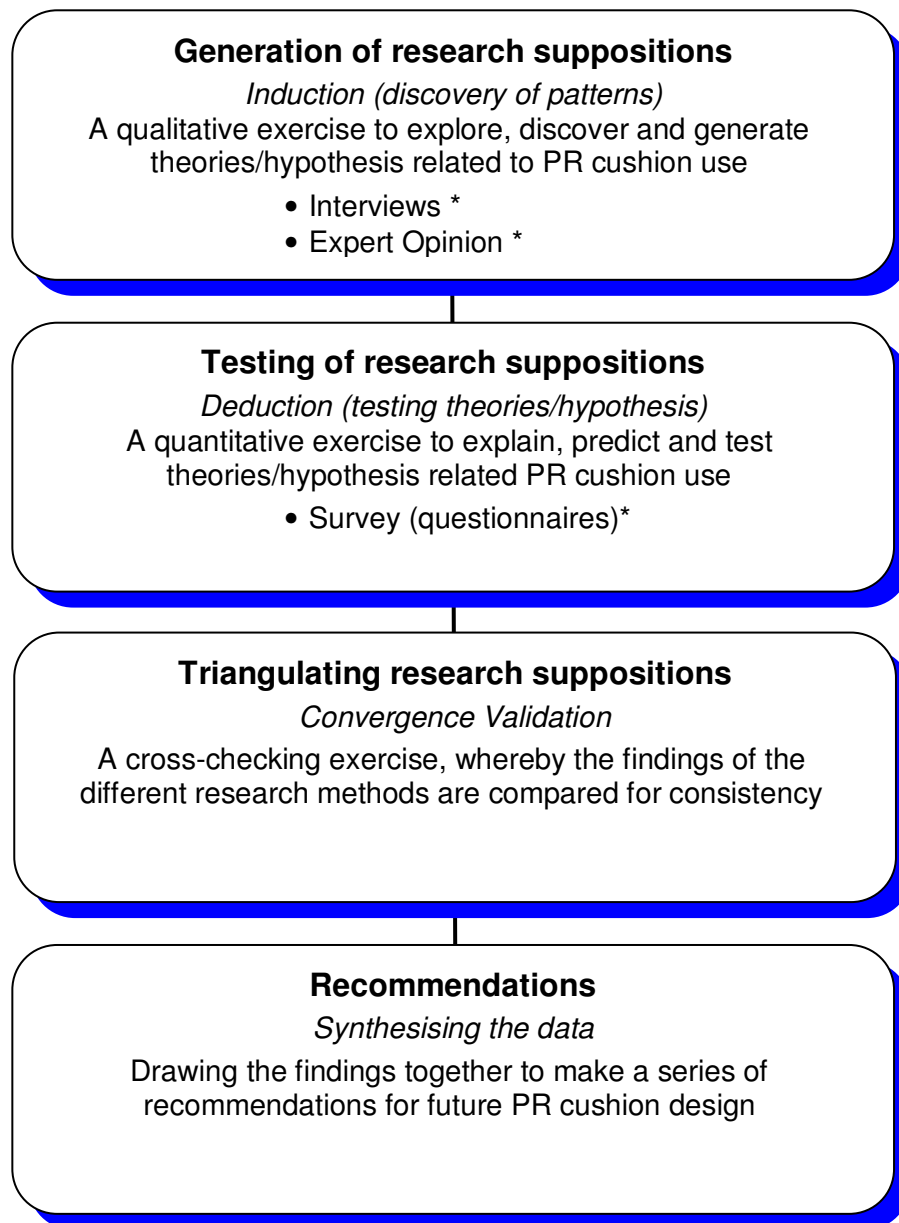 Generation of research suppositions
Induction (discovery of patterns)
A qualitative exercise to explore, discover and generate
theories/hypothesis related to PR cushion use
• Interviews *
• Expert Opinion *
Testing of research suppositions
Deduction (testing theories/hypothesis)
A quantitative exercise to explain, predict and test
theories/hypothesis related PR cushion use
• Survey (questionnaires)*
Triangulating research suppositions
Convergence Validation
A cross-checking exercise, whereby the findings of the
different research methods are compared for consistency
Recommendations
Synthesising the data
Drawing the findings together to make a series of
recommendations for future PR cushion design